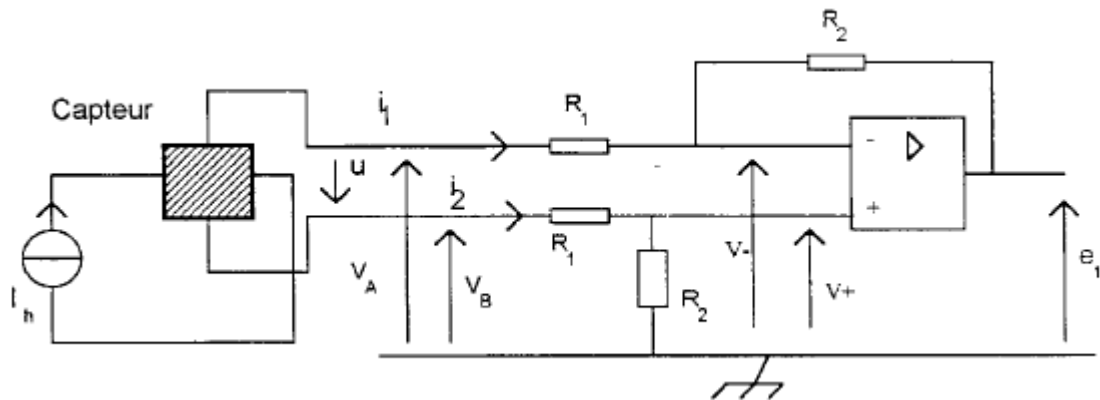 R2
Capteur
i1
R1
-
u
i2
+
R1
Ih
VA
VB
R2
V-
V+
e1